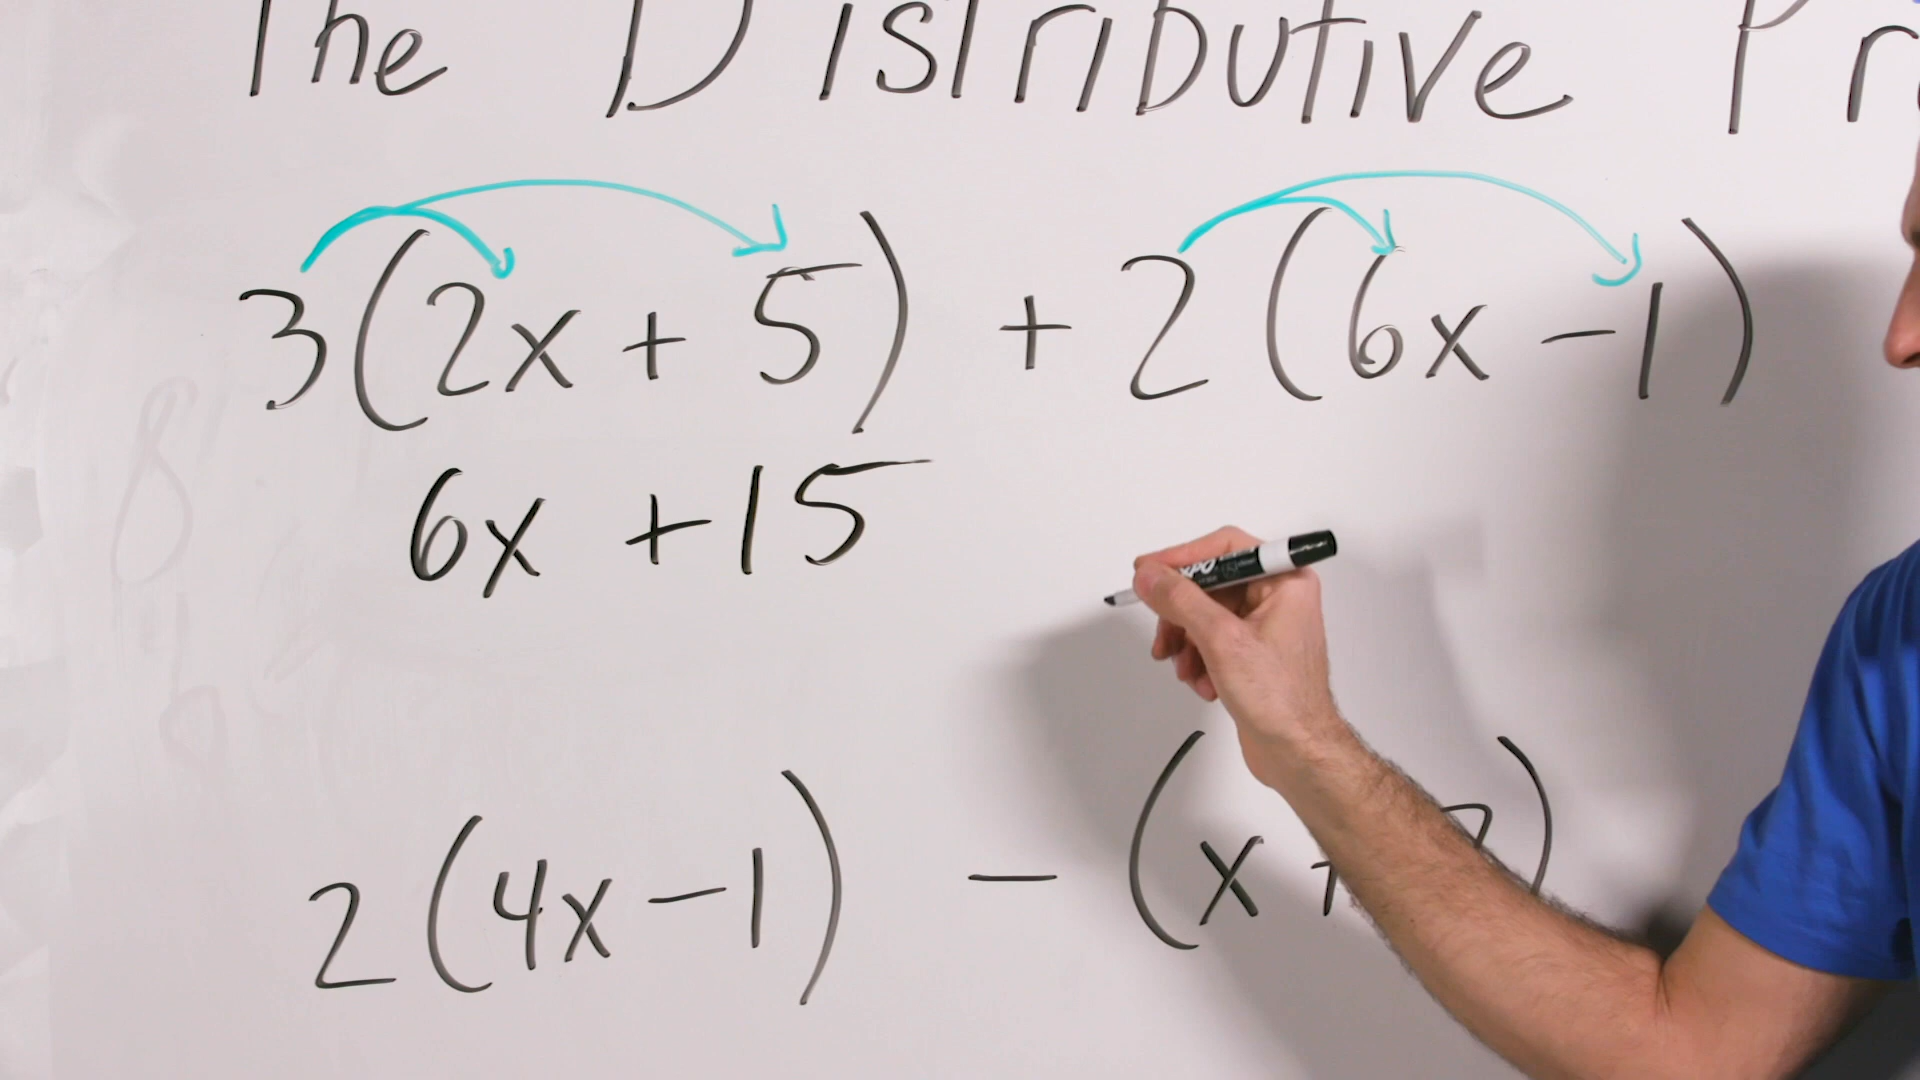 The Distributive Pr
3(2x + 5) + 2(6x - 1)
6x + 15
2(4x - 1) - (x + )